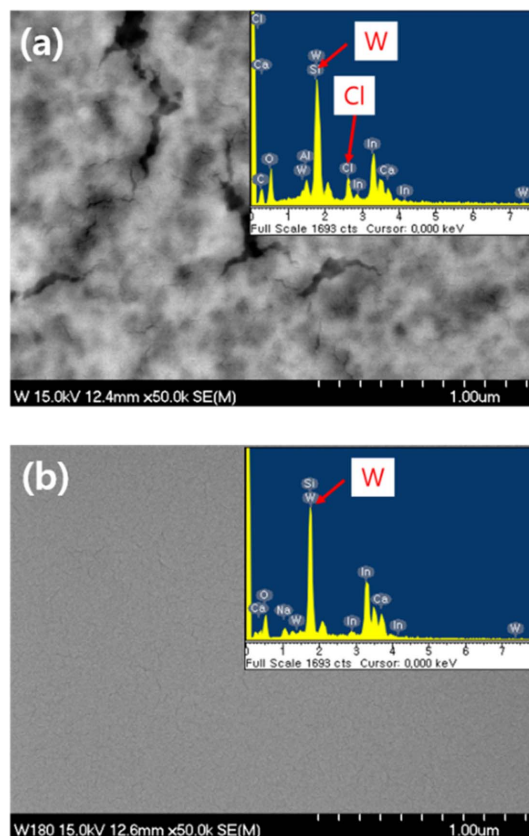 (a)
W
Cl
Cl
Ca
W
Si
C
O
Al
W
Cl
In
In
Ca
In
W
0 1 2 3 4 5 6 7
Full Scale 1693 cts Cursor: 0,000 keV
W 15.0kV 12.4mm x50.0k SE(M)
1.00um
(b)
W
Si
W
O
Ca
Na
W
In
In
Ca
In
W
0 1 2 3 4 5 6 7
Full Scale 1693 cts Cursor: 0,000 keV
W180 15.0kV 12.6mm x50.0k SE(M)
1.00um